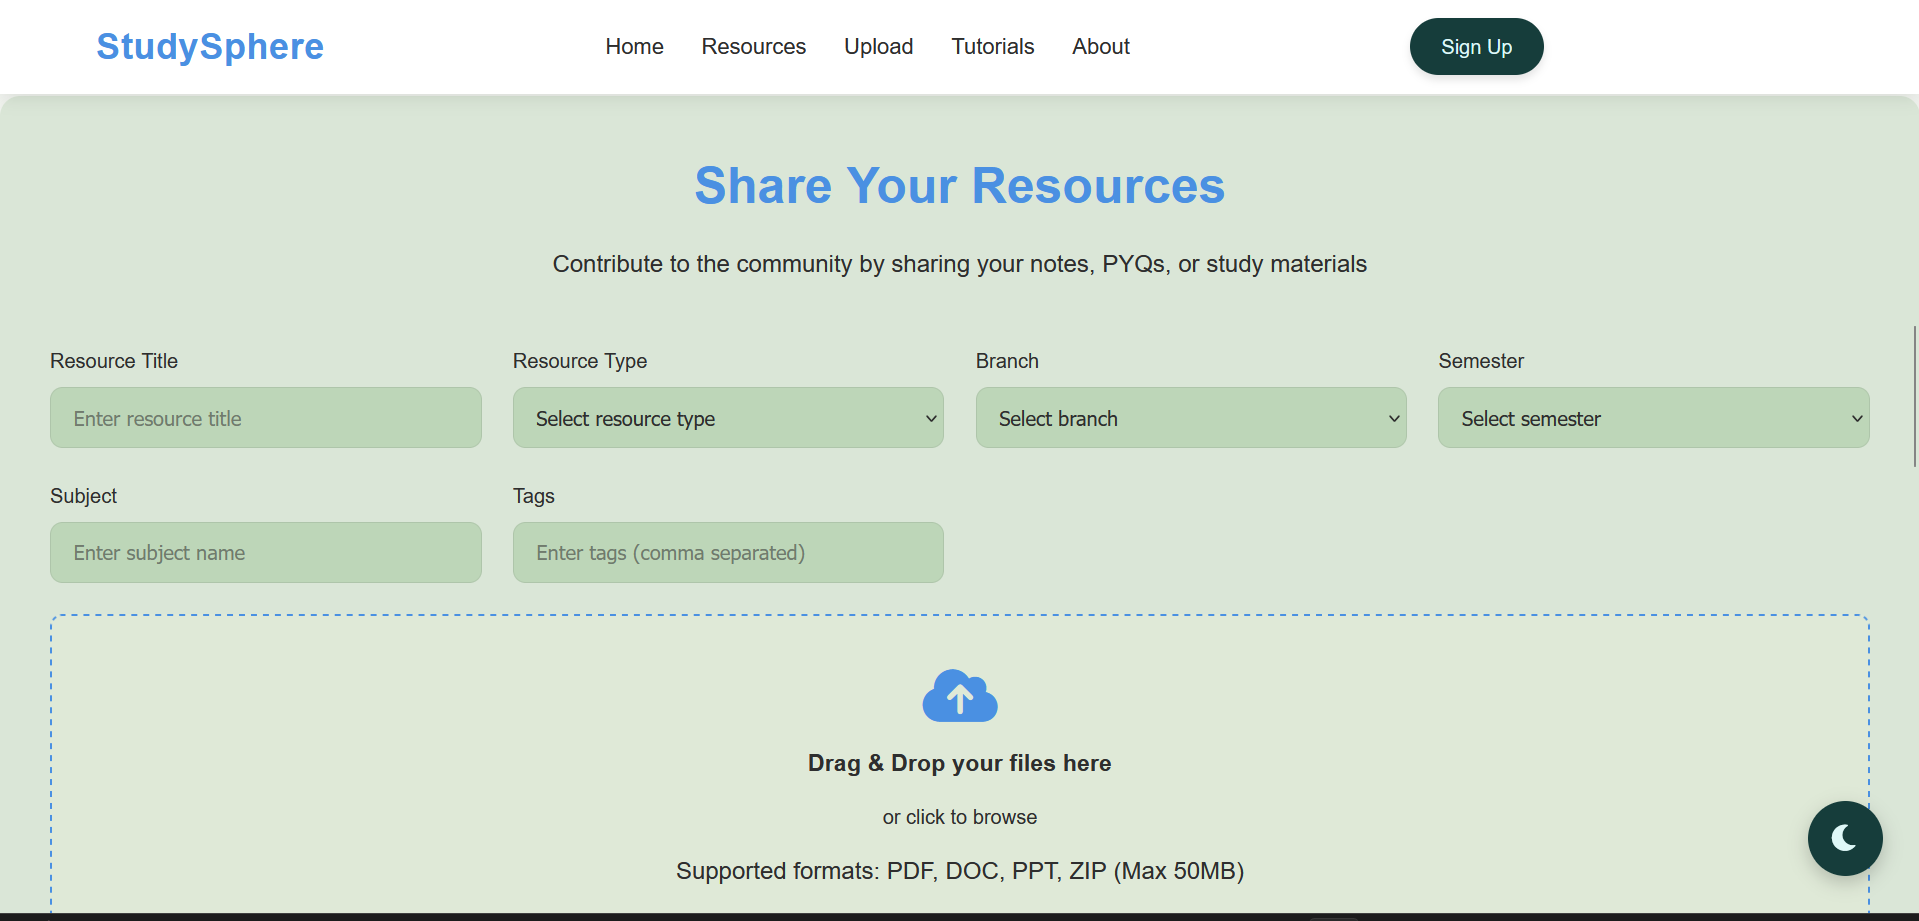 StudySphere
Home Resources Upload Tutorials About
Sign Up
Share Your Resources
Contribute to the community by sharing your notes, PYQs, or study materials
Resource Title
Enter resource title
Resource Type
Select resource type
Branch
Select branch
Semester
Select semester
Subject
Enter subject name
Tags
Enter tags (comma separated)
Drag & Drop your files here
or click to browse
Supported formats: PDF, DOC, PPT, ZIP (Max 50MB)